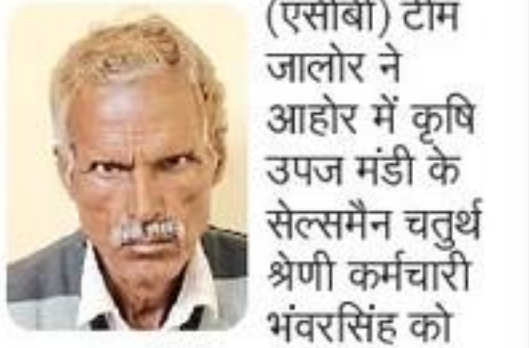 (एसीबी) टीम
जालोर ने
आहोर में कृषि
उपज मंडी के
सेल्समैन चतुर्थ
श्रेणी कर्मचारी
भंवरसिंह को